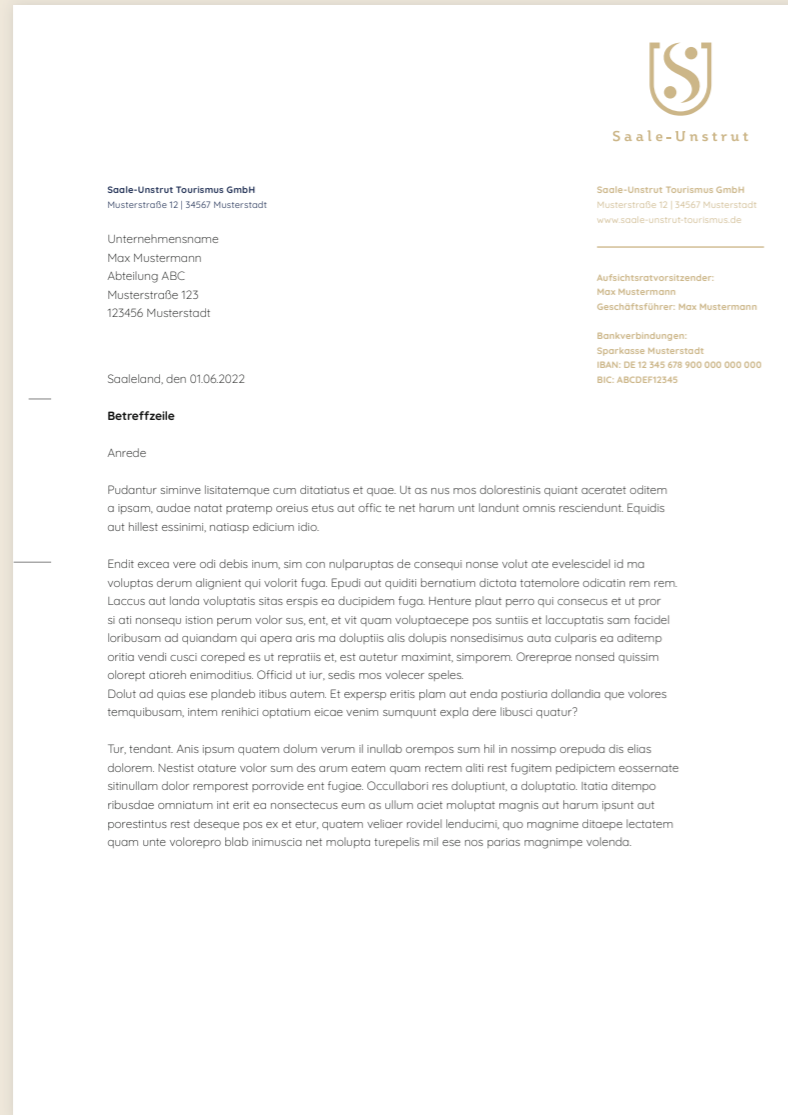 Saale-Unstrut
Saale-Unstrut Tourismus GmbH
Musterstraße 12 | 34567 Musterstadt
Unternehmensname
Max Mustermann
Abteilung ABC
Musterstraße 123
123456 Musterstadt
Saale-Unstrut Tourismus GmbH
Musterstraße 12 | 34567 Musterstadt
www.saale-unstrut-tourismus.de
Aufsichtsratvorsitzender:
Max Mustermann
Geschäftsführer: Max Mustermann
Bankverbindungen:
Sparkasse Musterstadt
IBAN: DE 12 345 678 900 000 000 000
BIC: ABCDEF12345
Saaleland, den 01.06.2022
Betreffzeile
Anrede
Pudantur siminve lisitatemque cum ditatiatus et quae. Ut as nus mos dolorestinis quiant aceratet oditem
a ipsam, audae natat pratemp oreius etus aut offic te net harum unt landunt omnis resciendunt. Equidis
aut hillest essinimi, natiasp edicium idio.
Endit excea vere odi debis inum, sim con nulparuptas de consequi nonse volut ate evelescidel id ma
voluptas derum alignient qui volorit fuga. Epudi aut quiditi bernatium dictota tatemolore odicatin rem rem.
Laccus aut landa voluptatis sitas erspis ea ducipidem fuga. Henture plaut perro qui consecus et ut pror
si ati nonsequ istion perum volor sus, ent, et vit quam voluptaecepe pos suntiis et laccuptatis sam facidel
loribusam ad quiandam qui apera aris ma doluptiis alis dolupis nonsedisimus auta culparis ea aditemp
oritia vendi cusci coreped es ut repratiis et, est autetur maximint, simporem. Orereprae nonsed quissim
olorept atioreh enimoditius. Officid ut iur, sedis mos volecer speles.
Dolut ad quias ese plandeb itibus autem. Et expersp eritis plam aut enda postiuria dollandia que volores
temquibusam, intem renihici optatium eicae venim sumquunt expla dere libusci quatur?
Tur, tendant. Anis ipsum quatem dolum verum il inullab orempos sum hil in nossimp orepuda dis elias
dolorem. Nestist otature volor sum des arum eatem quam rectem aliti rest fugitem pedipictem eossernate
sitinullam dolor remporest porrovide ent fugiae. Occullabori res doluptiunt, a doluptatio. Itatia ditempo
ribusdae omniatum int erit ea nonsectecus eum as ullum aciet moluptat magnis aut harum ipsunt aut
porestintus rest deseque pos ex et etur, quatem veliaer rovidel lenducimi, quo magnime ditaepe lectatem
quam unte volorepro blab inimuscia net molupta turepelis mil ese nos parias magnimpe volenda.